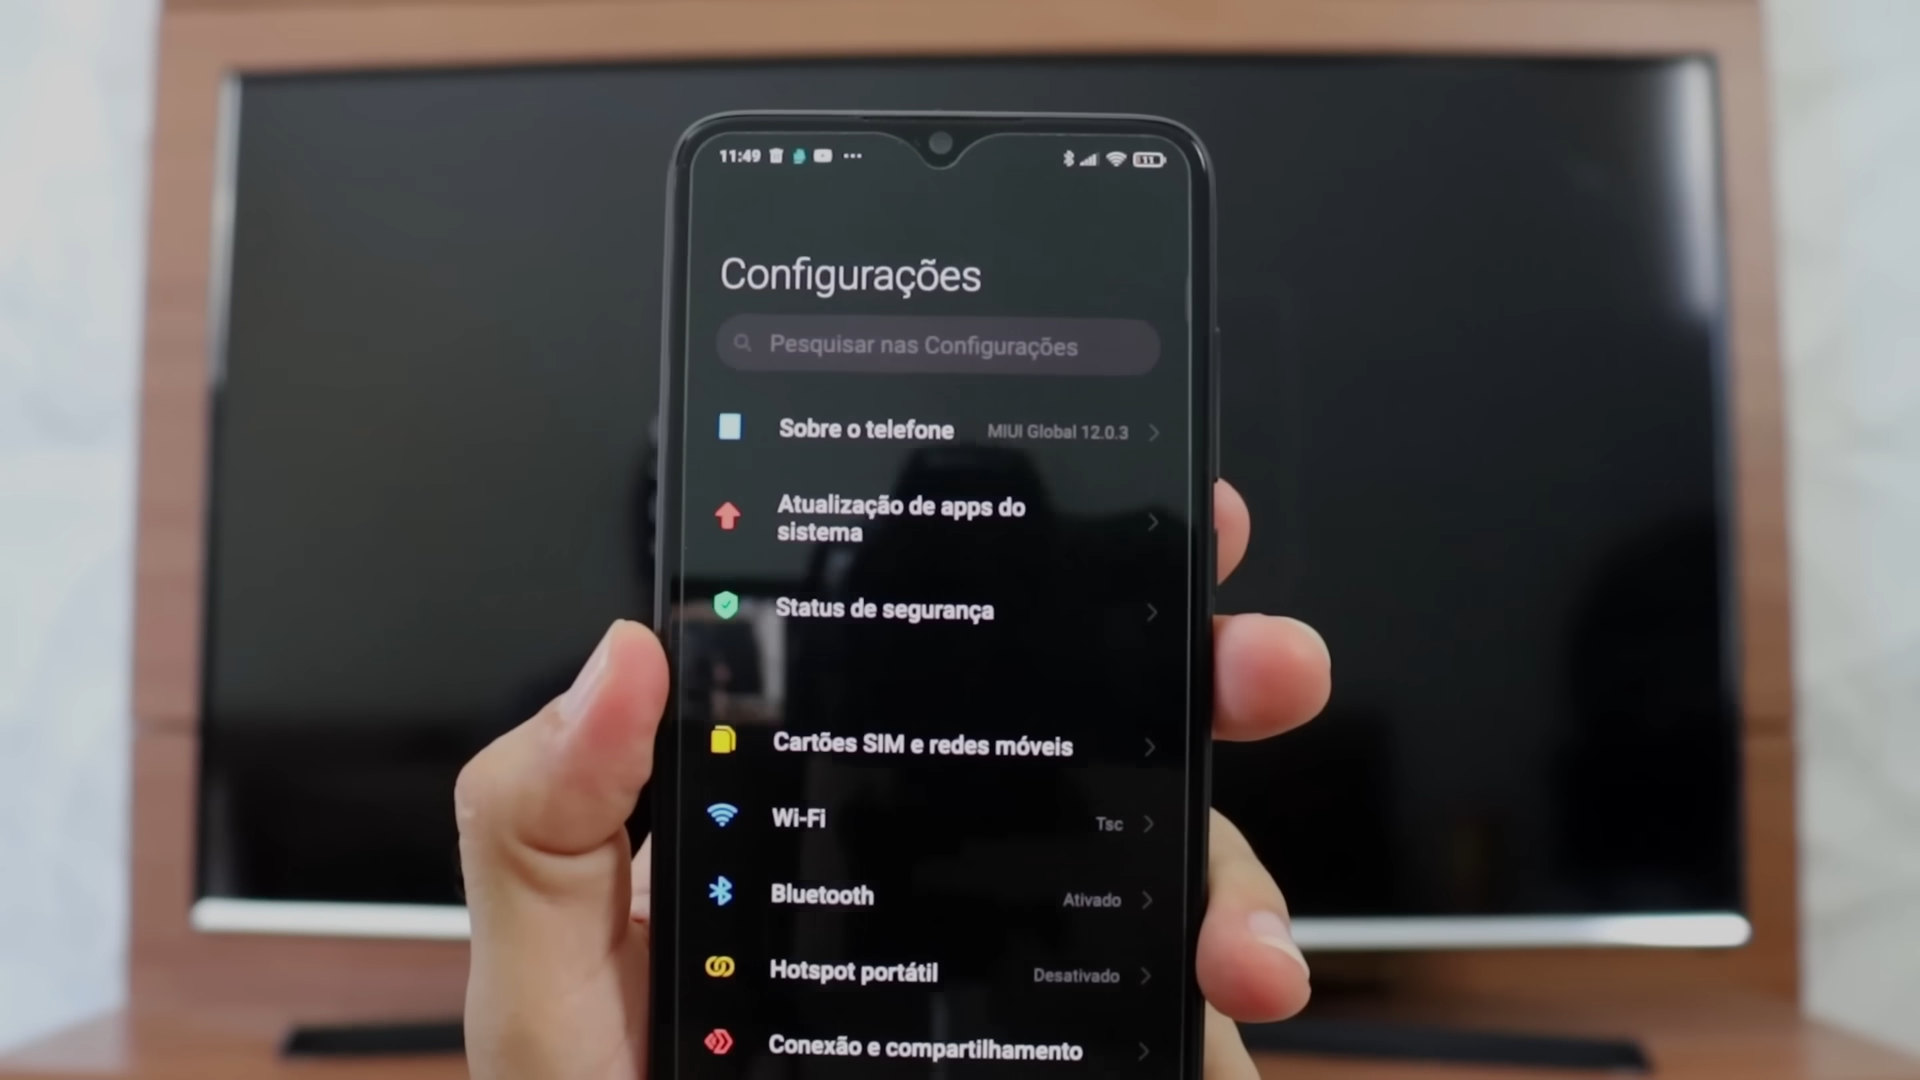 11:49
11
Configurações
Pesquisar nas Configurações
Sobre o telefone MIUI Global 12.0.3
Atualização de apps do
sistema
Status de segurança
Cartões SIM e redes móveis
Wi-Fi Tsc
Bluetooth Ativado
Hotspot portátil Desativado
Conexão e compartilhamento